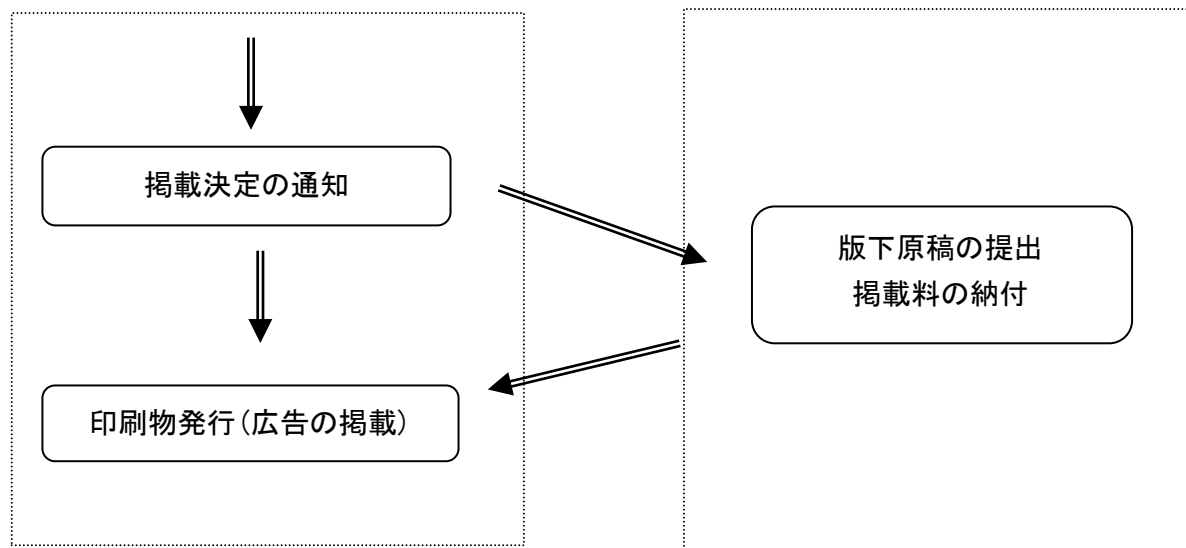 掲載決定の通知
版下原稿の提出
掲載料の納付
印刷物発行（広告の掲載）